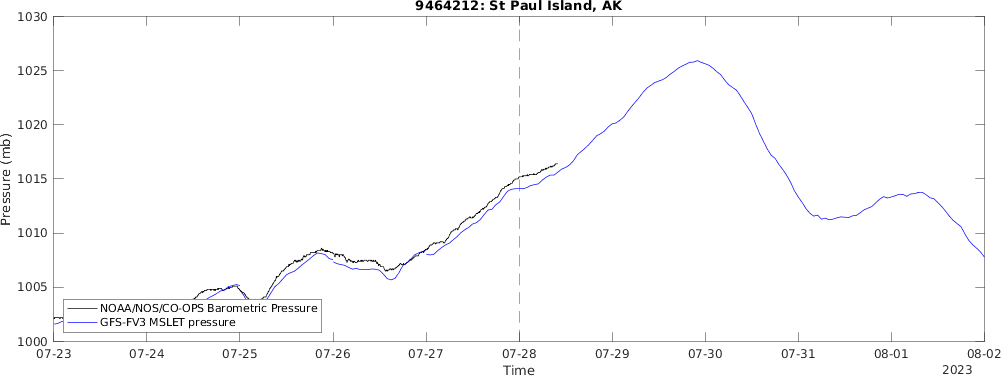 9464212: St Paul Island, AK
Pressure (mb)
1030
1025
1020
1015
1010
1005
1000
NOAA/NOS/CO-OPS Barometric Pressure
GFS-FV3 MSLET pressure
07-23 07-24 07-25 07-26 07-27 07-28 07-29 07-30 07-31 08-01 08-02
Time
2023